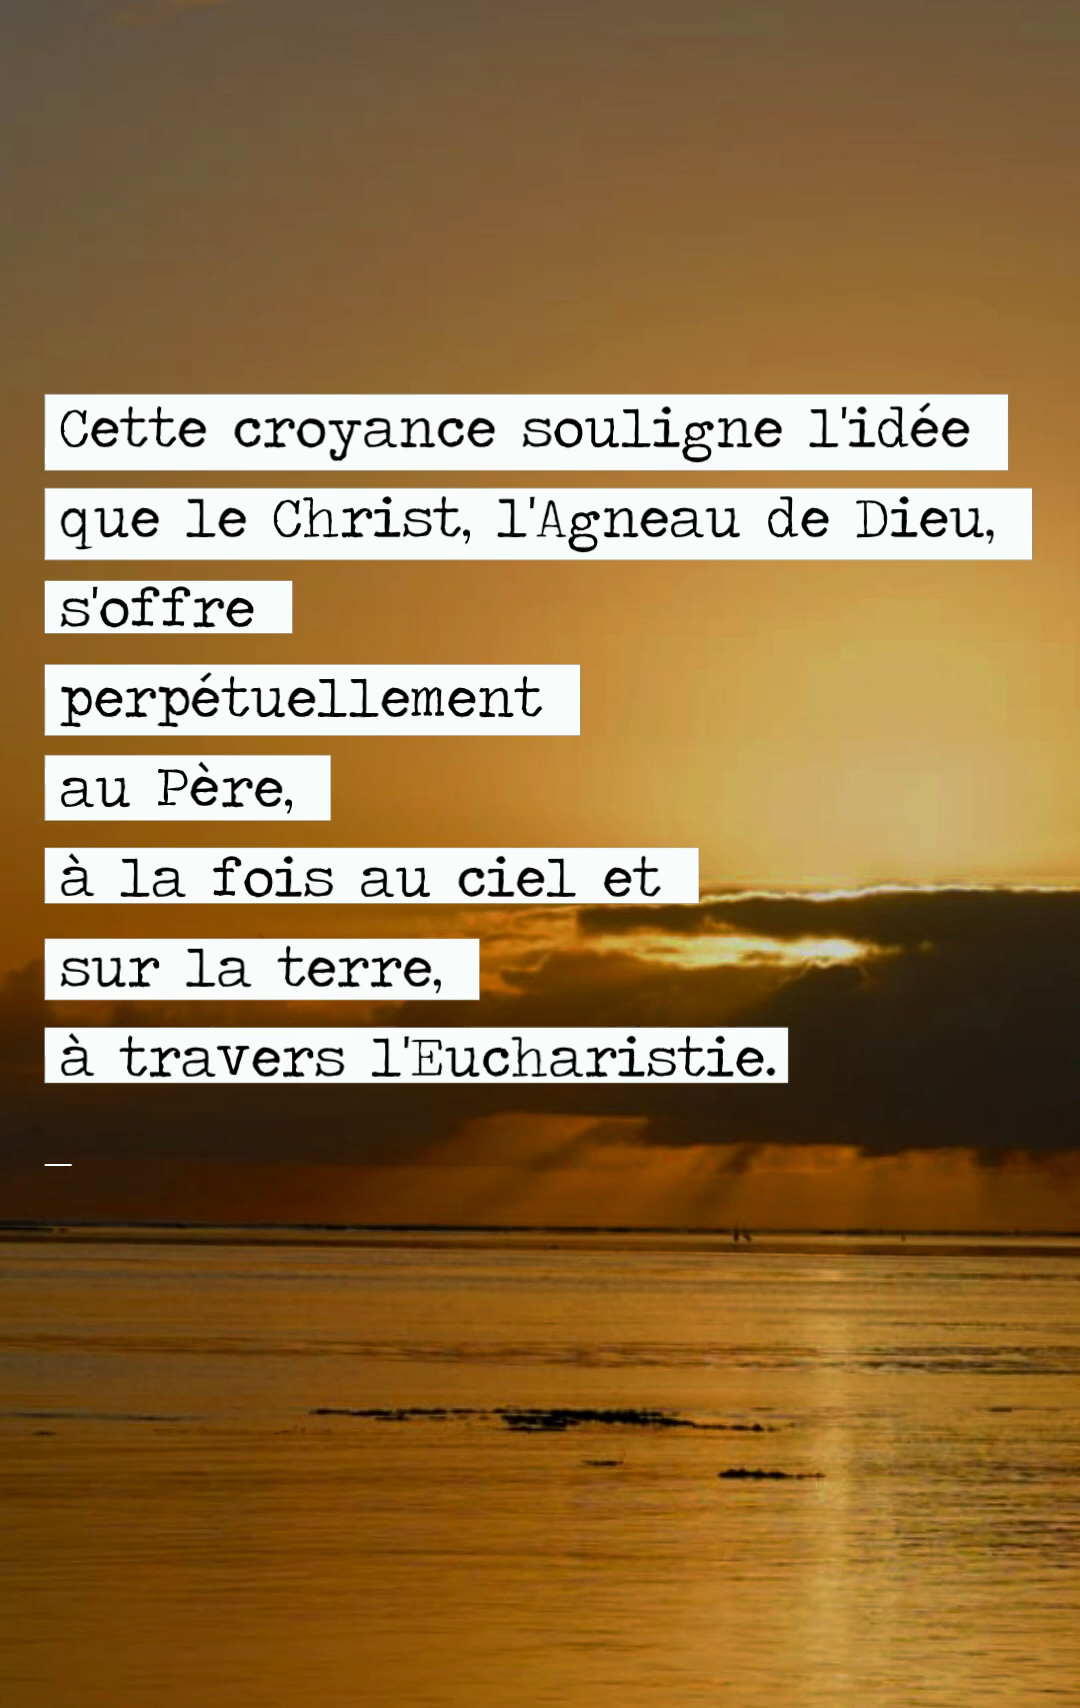 Cette croyance souligne l'idée
que le Christ, l'Agneau de Dieu,
s'offre
perpétuellement
au Père,
à la fois au ciel et
sur la terre,
à travers l'Eucharistie.
_